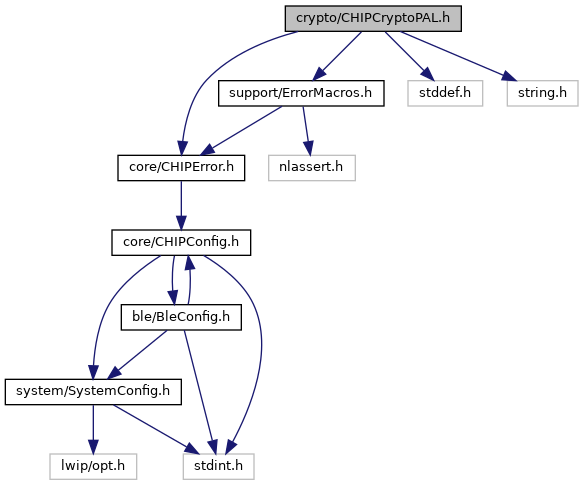 crypto/CHIPCryptoPAL.h
support/ErrorMacros.h
stddef.h
string.h
core/CHIPError.h
nlassert.h
core/CHIPConfig.h
ble/BleConfig.h
system/SystemConfig.h
lwip/opt.h
stdint.h